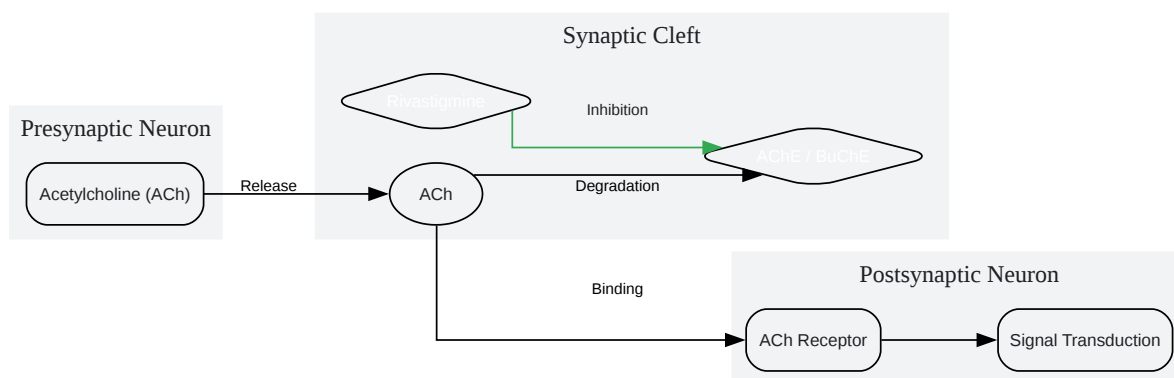 Synaptic Cleft
Rivastigmine
Inhibition
Presynaptic Neuron
AChE / BuChE
Acetylcholine (ACh)
Release
ACh
Degradation
Postsynaptic Neuron
Binding
ACh Receptor
Signal Transduction